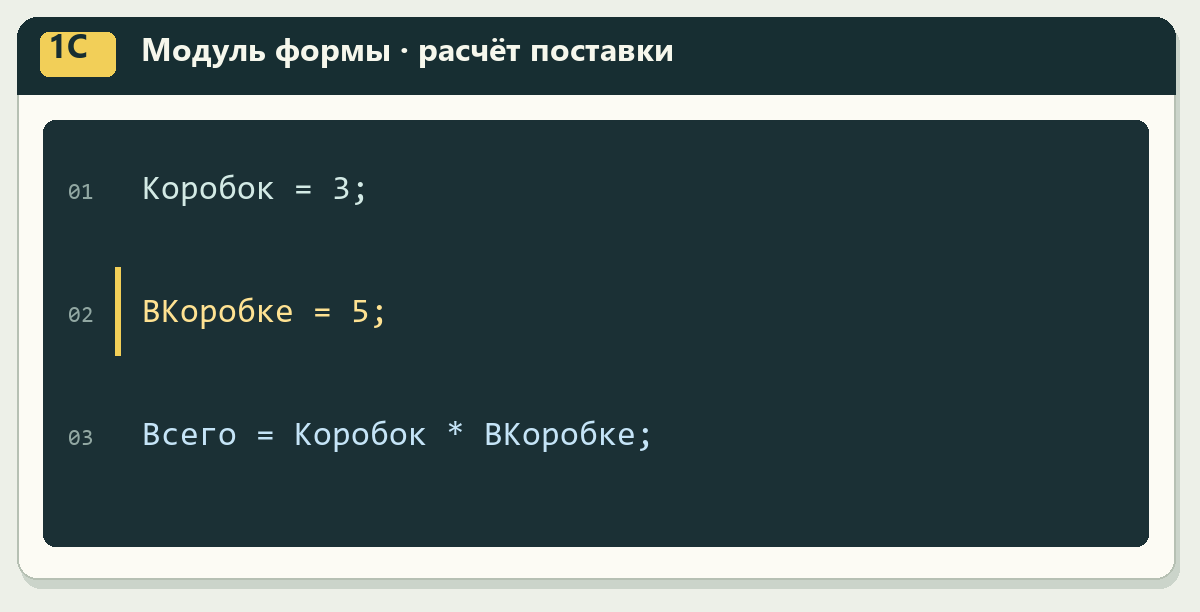 1С Модуль формы · расчёт поставки
01 Коробок = 3;
02 ВКоробке = 5;
03 Всего = Коробок * ВКоробке;